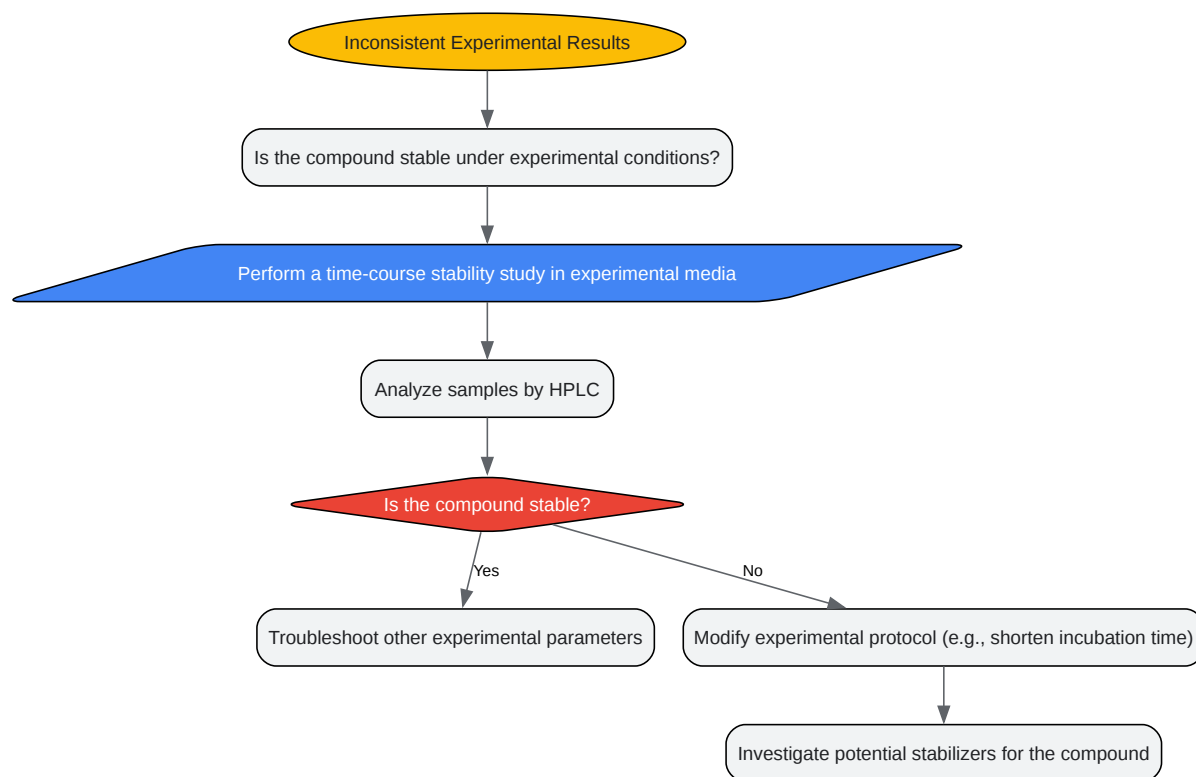 Inconsistent Experimental Results
Is the compound stable under experimental conditions?
Perform a time-course stability study in experimental media
Analyze samples by HPLC
Is the compound stable?
Yes
No
Troubleshoot other experimental parameters
Modify experimental protocol (e.g., shorten incubation time)
Investigate potential stabilizers for the compound